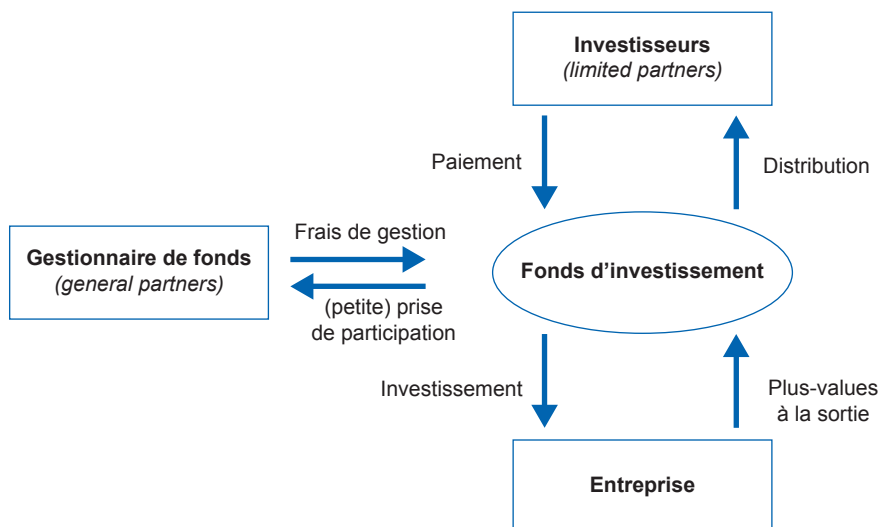 Investisseurs
(limited partners)
Paiement
Distribution
Frais de gestion
Gestionnaire de fonds
(general partners)
Fonds d’investissement
(petite) prise
de participation
Investissement
Plus-values
à la sortie
Entreprise